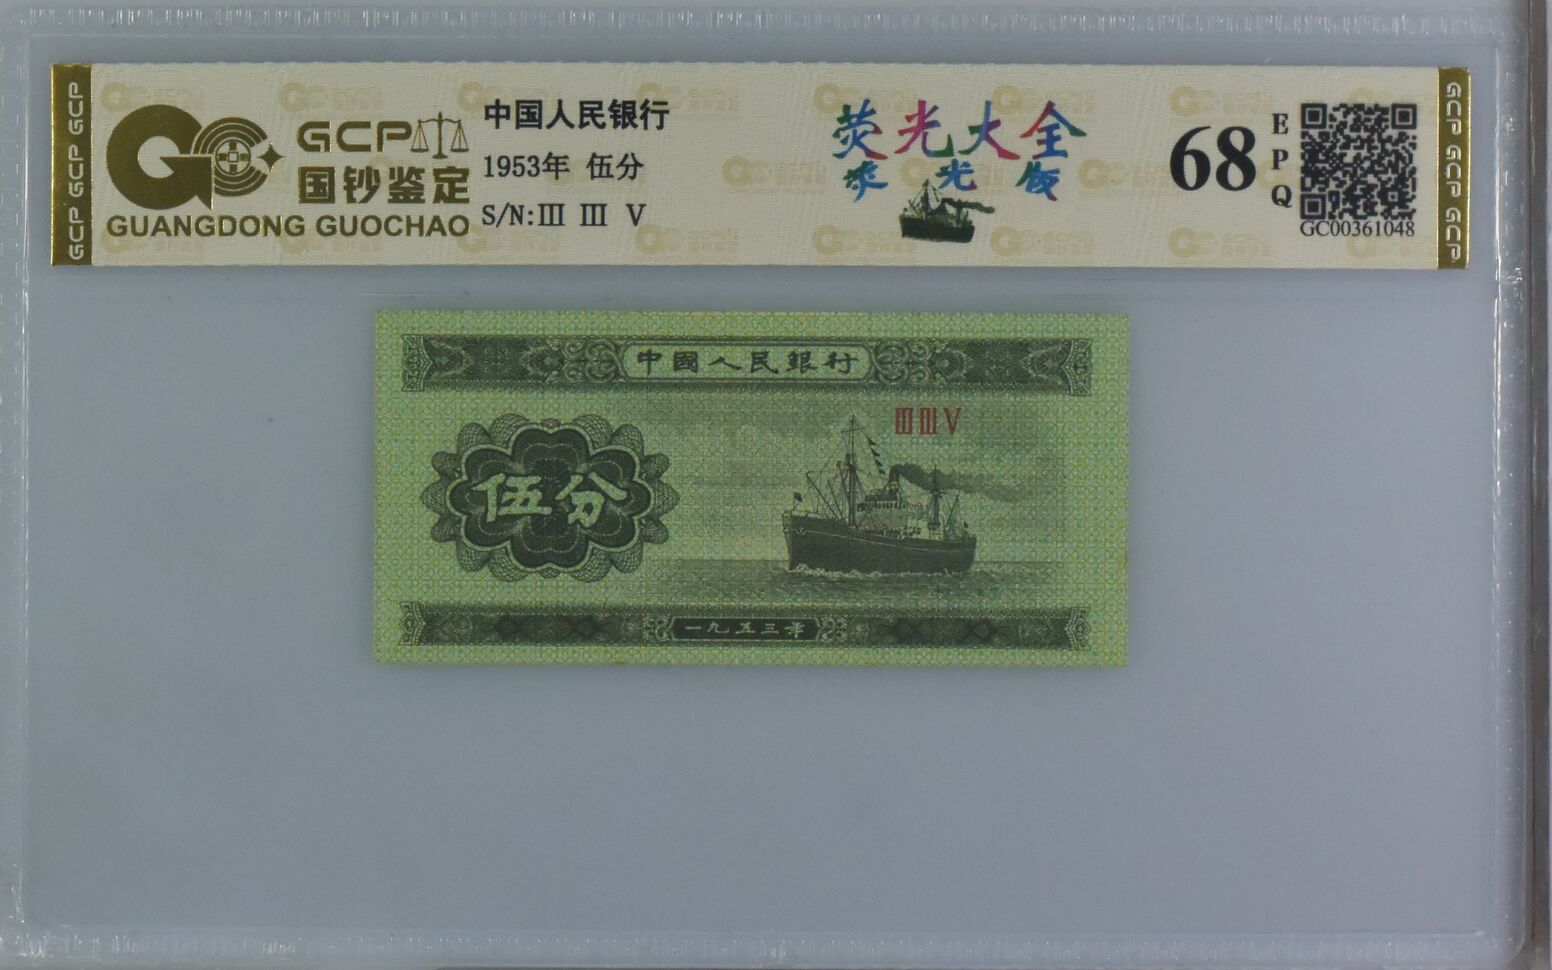 GCP GCP GCP
GCP
国钞鉴定
GUANGDONG GUOCHAO
中国人民银行
1953年 伍分
S/N:Ⅲ Ⅲ Ⅴ
荧光大全
光版
68
EPQ
GC00361048
GCP GCP GCP
中國人民銀行
ⅢⅢⅤ
伍分
一九五三年